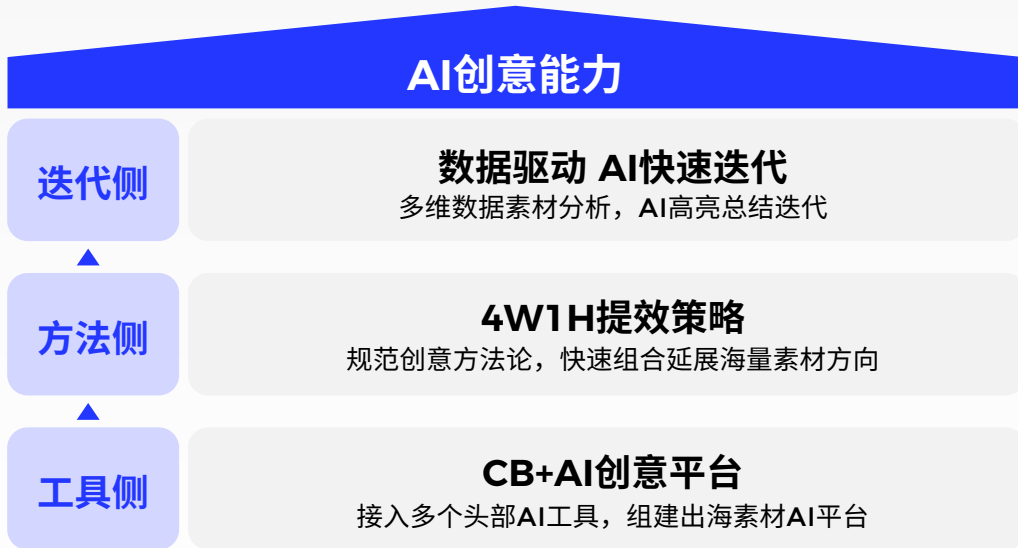 AI创意能力
迭代侧
数据驱动 AI快速迭代
多维数据素材分析，AI高亮总结迭代
方法侧
4W1H提效策略
规范创意方法论，快速组合延展海量素材方向
工具侧
CB+AI创意平台
接入多个头部AI工具，组建出海素材AI平台